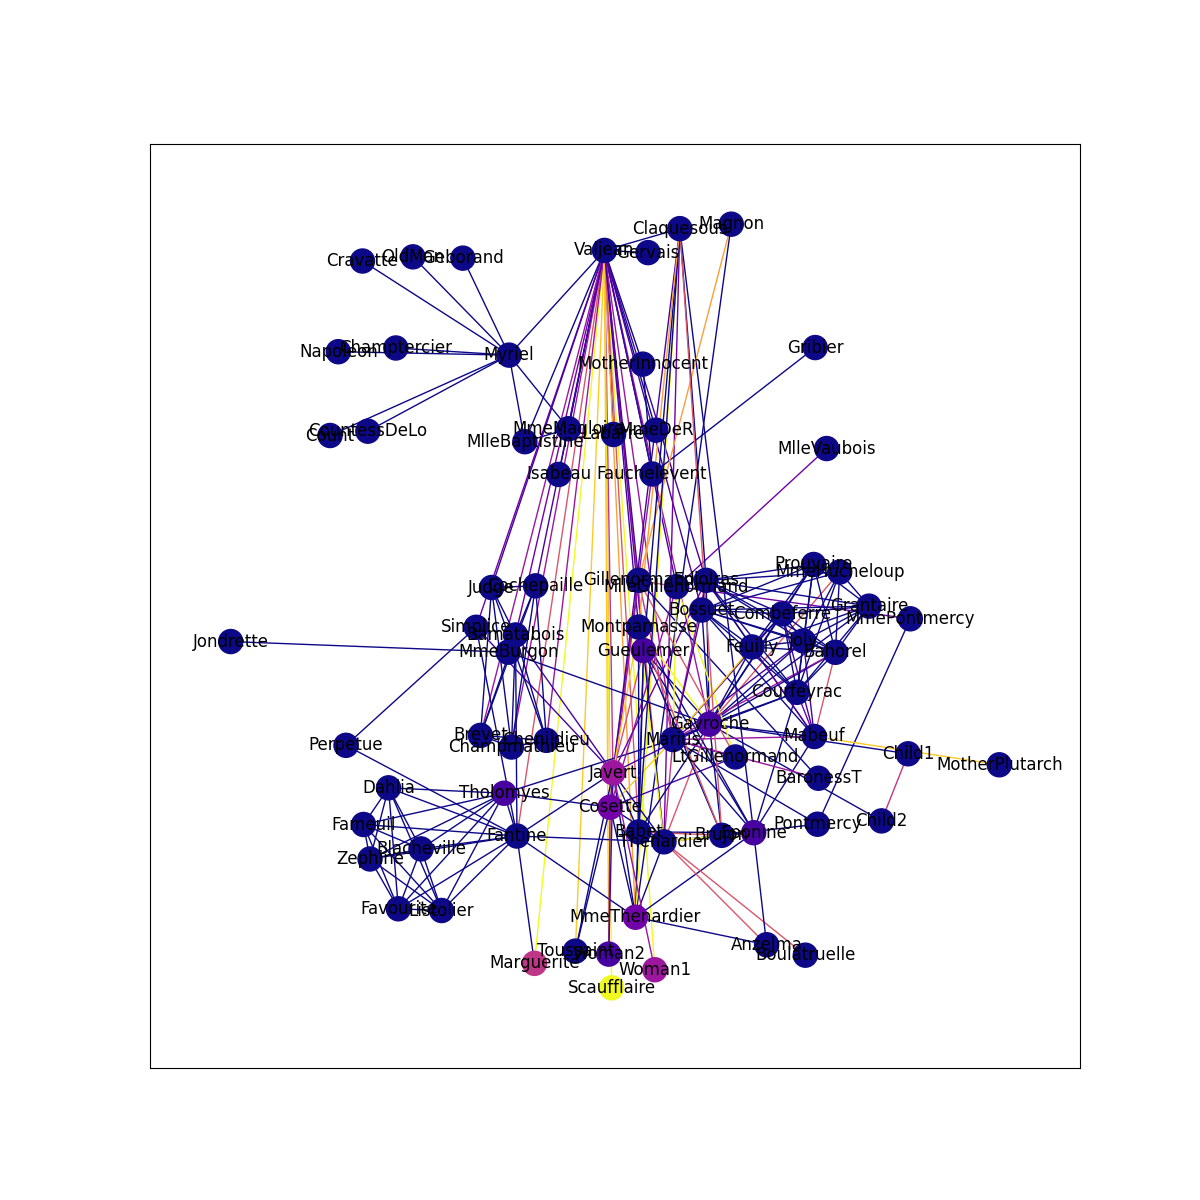 Claquesous
Magnon
Valjean
Gervais
Cravatte
OldMan
Geborand
Napoleon
Champtercier
Myriel
MotherInnocent
Gribier
Count
CountessDeLo
MlleBaptistine
MmeMagloire
Labarre
MmeDeR
MlleVaubois
Isabeau
Fauchelevent
Prouvaire
MmeHucheloup
Judge
Cochepaille
Gillenormand
MlleGillenormand
Enjolras
Bossuet
Combeferre
Grantaire
MmePontmercy
Simplice
Bamatabois
Montparnasse
Jondrette
MmeBurgon
Gueulemer
Feuilly
Joly
Bahorel
Courfeyrac
Gavroche
Perpetue
Brevet
Champmathieu
Chenildieu
Marius
Mabeuf
LtGillenormand
Child1
MotherPlutarch
Javert
BaronessT
Dahlia
Tholomyes
Cosette
Fameuil
Fantine
Babet
Thenardier
Brujon
Eponine
Pontmercy
Child2
Zephine
Blacheville
Favourite
Listolier
MmeThenardier
Anzelma
Boulatruelle
Marguerite
Toussaint
Woman2
Woman1
Scaufflaire